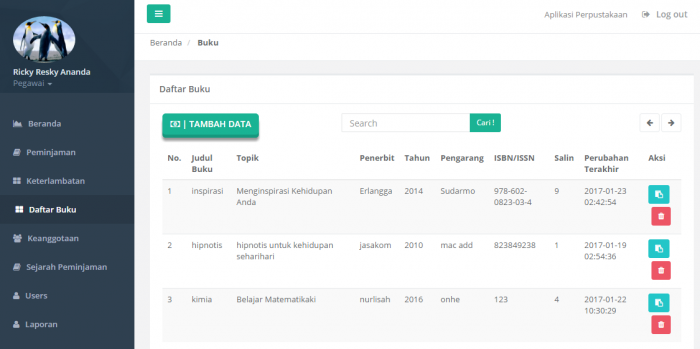 Ricky Resky Ananda
Pegawai
Beranda
Peminjaman
Keterlambatan
Daftar Buku
Keanggotaan
Sejarah Peminjaman
Users
Laporan
Aplikasi Perpustakaan Log out
Beranda / Buku
Daftar Buku
| TAMBAH DATA Search Cari !
No. Judul Topik Penerbit Tahun Pengarang ISBN/ISSN Salin Perubahan Aksi
Buku Terakhir
1 inspirasi Menginspirasi Kehidupan Erlangga 2014 Sudarmo 978-602- 9 2017-01-23
Anda 0823-03-4 02:42:54
2 hipnotis hipnotis untuk kehidupan jasakom 2010 mac add 823849238 1 2017-01-19
seharihari 02:54:36
3 kimia Belajar Matematikaki nurlisah 2016 onhe 123 4 2017-01-22
10:30:29